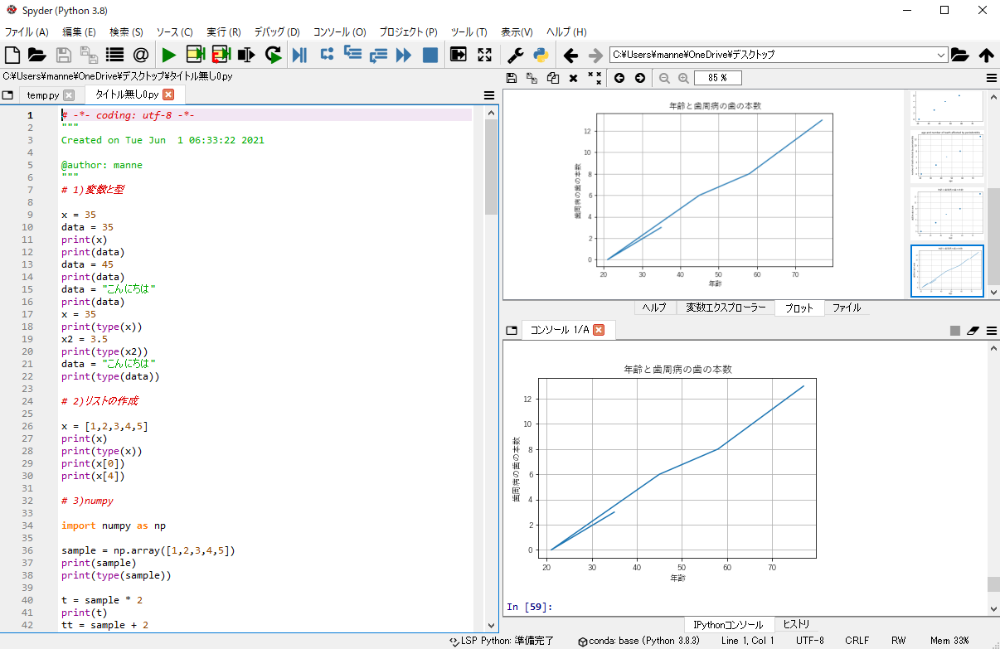 Spyder (Python 3.8)
ファイル (A) 編集 (E) 検索 (S) ソース (C) 実行 (R) デバッグ (D) コンソール (O) プロジェクト (P) ツール (T) 表示(V) ヘルプ (H)
C:¥Users¥manne¥OneDrive¥デスクトップ
C:¥Users¥manne¥OneDrive¥デスクトップ¥タイトル無し0.py
85 %
temp.py タイトル無し0.py
1 # -*- coding: utf-8 -*-
2 """
3 Created on Tue Jun  1 06:33:22 2021
4
5 @author: manne
6 """
7 # 1)変数と型
8
9 x = 35
10 data = 35
11 print(x)
12 print(data)
13 data = 45
14 print(data)
15 data = "こんにちは"
16 print(data)
17 x = 35
18 print(type(x))
19 x2 = 3.5
20 print(type(x2))
21 data = "こんにちは"
22 print(type(data))
23
24 # 2)リストの作成
25
26 x = [1,2,3,4,5]
27 print(x)
28 print(type(x))
29 print(x[0])
30 print(x[4])
31
32 # 3)numpy
33
34 import numpy as np
35
36 sample = np.array([1,2,3,4,5])
37 print(sample)
38 print(type(sample))
39
40 t = sample * 2
41 print(t)
42 tt = sample + 2
年齢と歯周病の歯の本数
歯周病の歯の本数
12
10
8
6
4
2
0
20 30 40 50 60 70
年齢
age and number of teeth affected by periodontitis
ヘルプ 変数エクスプローラー プロット ファイル
コンソール 1/A
年齢と歯周病の歯の本数
歯周病の歯の本数
12
10
8
6
4
2
0
20 30 40 50 60 70
年齢
In [59]:
IPythonコンソール ヒストリ
LSP Python: 準備完了 conda: base (Python 3.8.8) Line 1, Col 1 UTF-8 CRLF RW Mem 33%